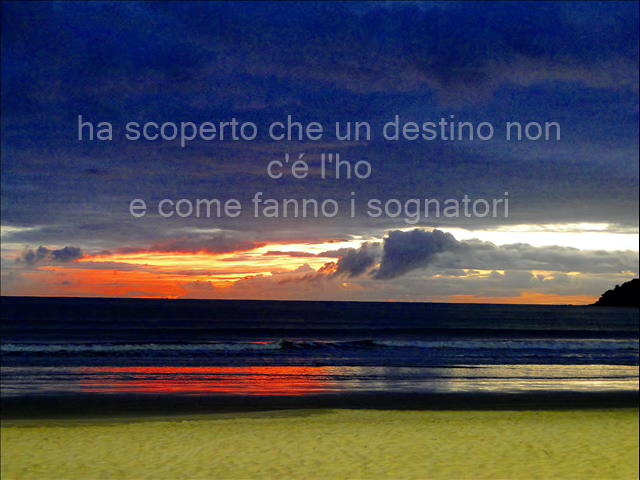 ha scoperto che un destino non
c'é l'ho
e come fanno i sognatori